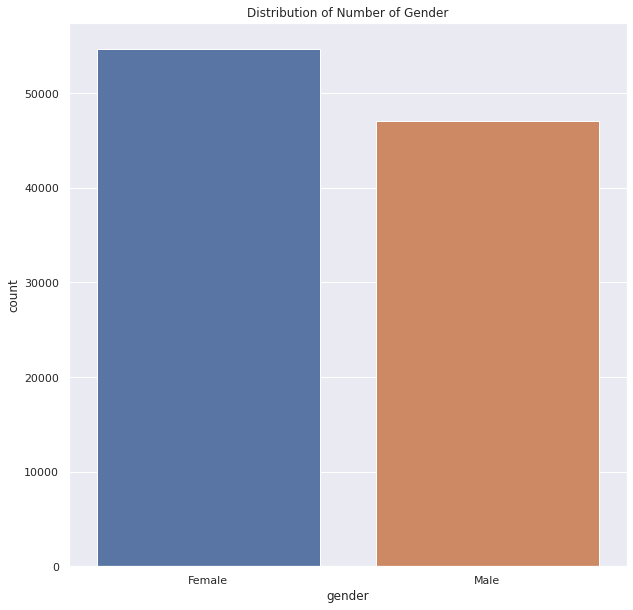 Distribution of Number of Gender
50000
40000
30000
20000
10000
0
count
Female
Male
gender